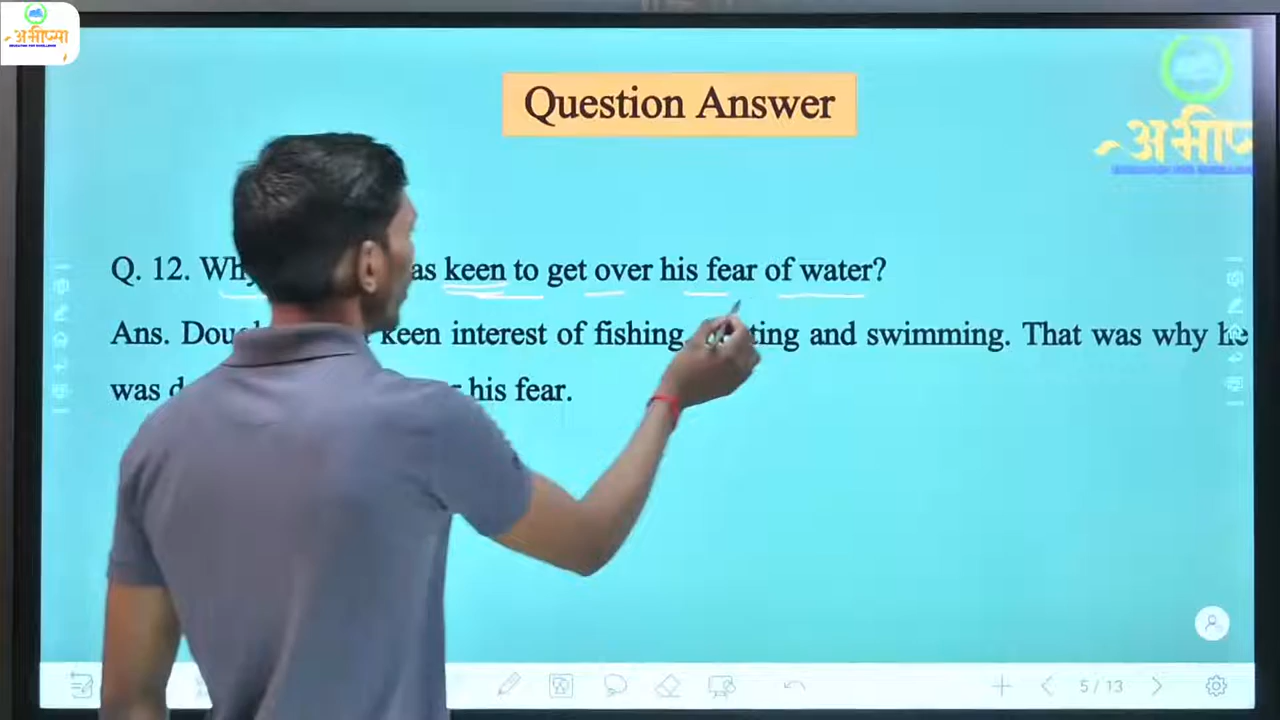 अभीप्सा
Question Answer
अभीप्
Q. 12. Why as keen to get over his fear of water?
Ans. Doug keen interest of fishing, ting and swimming. That was why he
was d his fear.
5 / 13